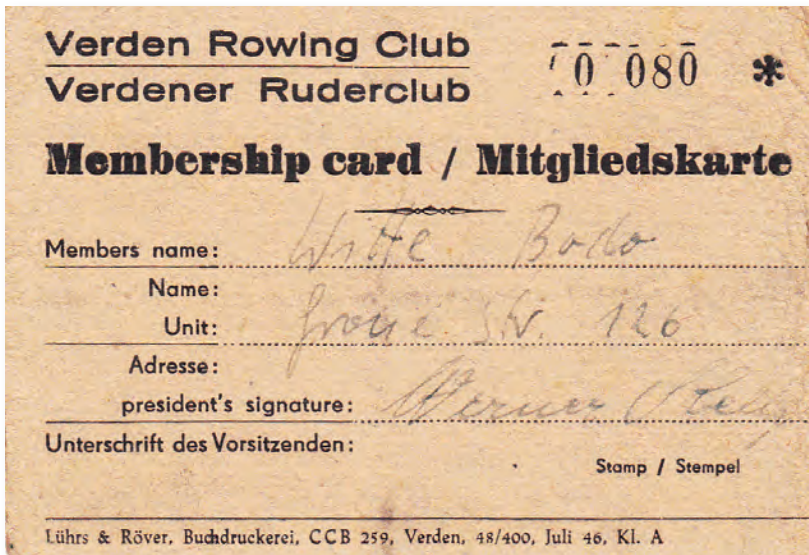 Verden Rowing Club
Verdener Ruderclub
0 080 *
Membership card / Mitgliedskarte
Members name: Witte Bodo
Name:
Unit: Große Str. 126
Adresse:
president's signature: Werner
Unterschrift des Vorsitzenden:
Stamp / Stempel
Lührs & Röver, Buchdruckerei, CCB 259, Verden, 48/400, Juli 46, Kl. A